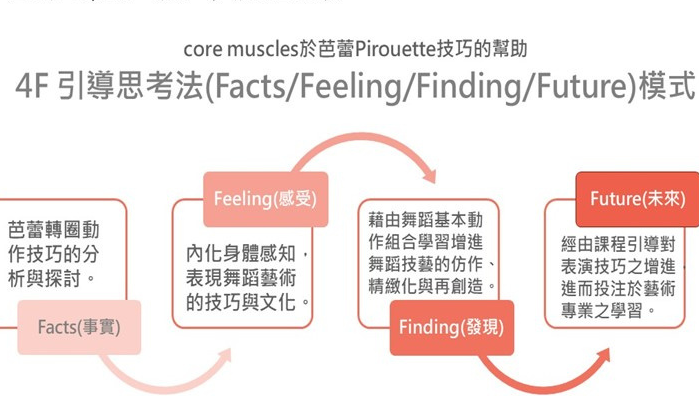 core muscles於芭蕾Pirouette技巧的幫助
4F 引導思考法(Facts/Feeling/Finding/Future)模式
芭蕾轉圈動
作技巧的分
析與探討。
Facts(事實)
Feeling(感受)
內化身體感知,
表現舞蹈藝術
的技巧與文化。
藉由舞蹈基本動
作組合學習增進
舞蹈技藝的仿作、
精緻化與再創造。
Finding(發現)
Future(未來)
經由課程引導對
表演技巧之增進,
進而投注於藝術
專業之學習。